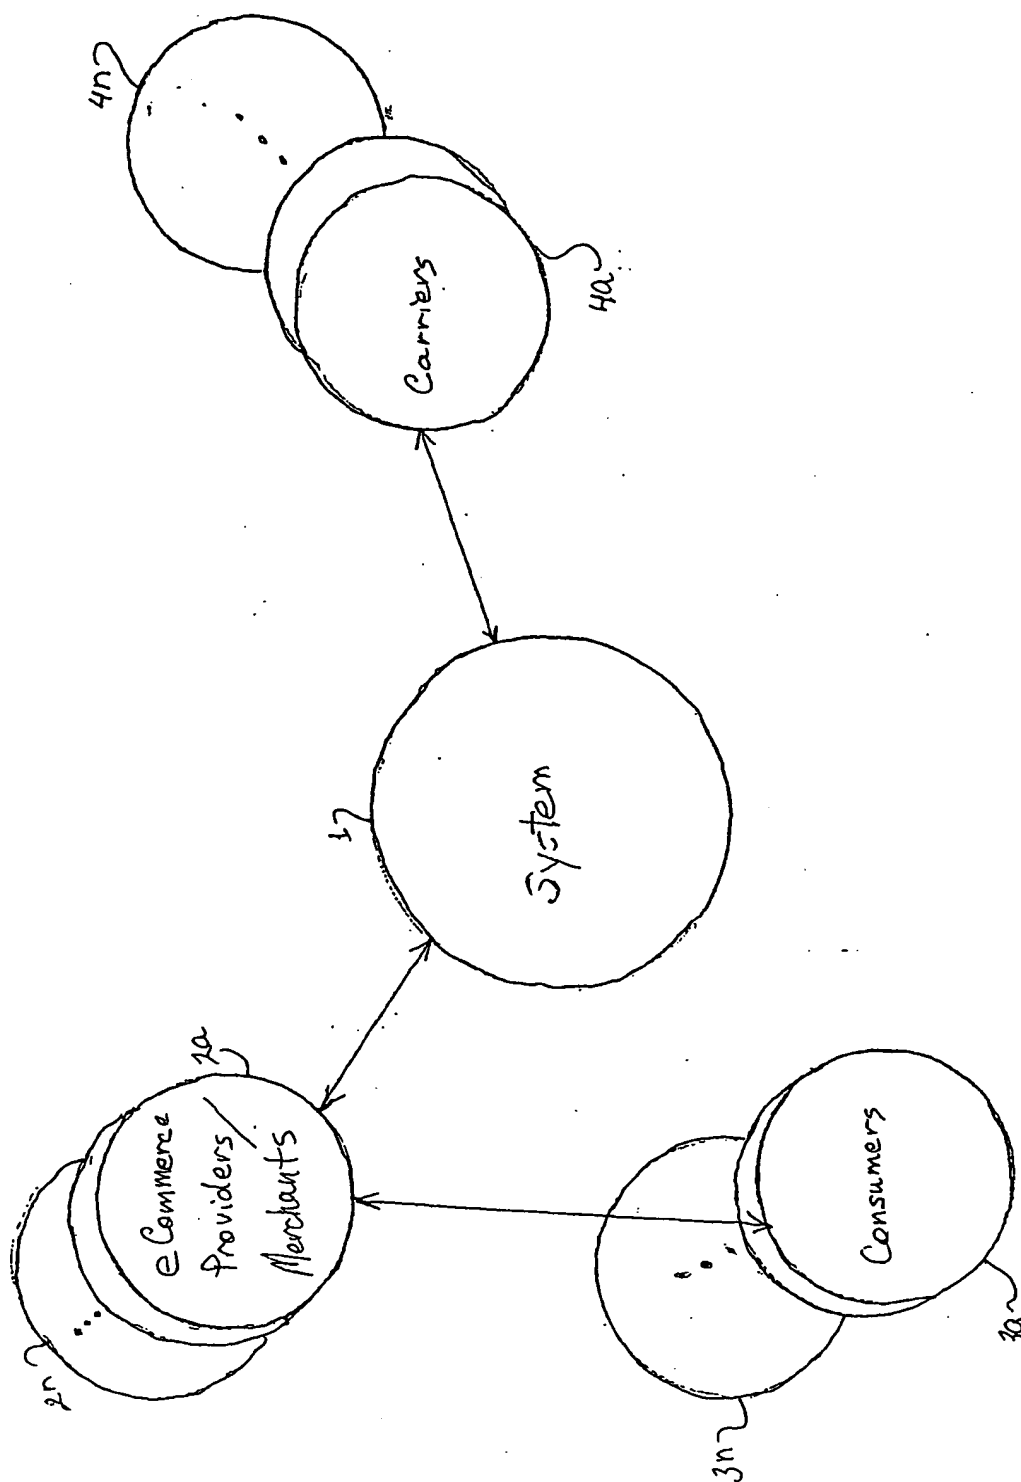 2n
2a
eCommerce
Providers/
Merchants
1
System
4n
Carriers
4a
3n
Consumers
3a